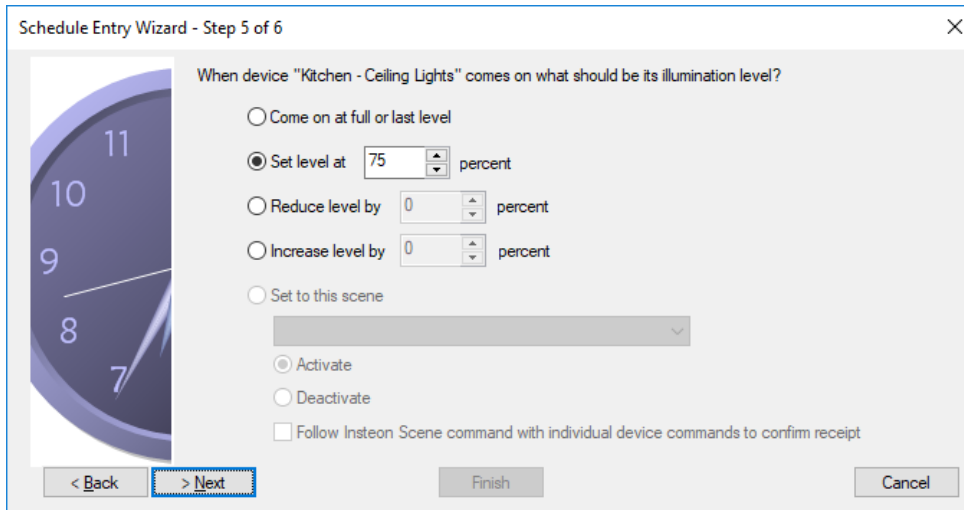 Schedule Entry Wizard - Step 5 of 6
When device "Kitchen - Ceiling Lights" comes on what should be its illumination level?
Come on at full or last level
Set level at 75 percent
Reduce level by 0 percent
Increase level by 0 percent
Set to this scene
Activate
Deactivate
Follow Insteon Scene command with individual device commands to confirm receipt
11
10
9
8
7
< Back > Next Finish Cancel